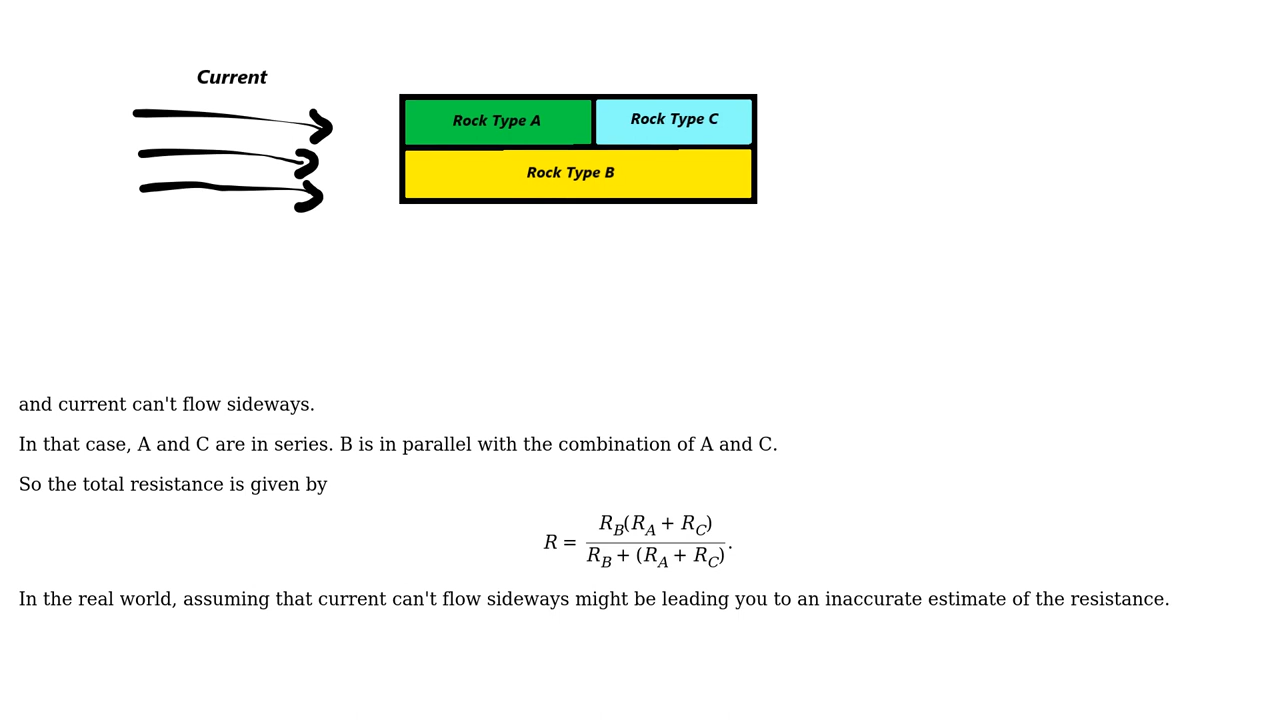 Current
Rock Type A
Rock Type C
Rock Type B
and current can't flow sideways.
In that case, A and C are in series. B is in parallel with the combination of A and C.
So the total resistance is given by
R = \frac{R_B(R_A + R_C)}{R_B + (R_A + R_C)}.
In the real world, assuming that current can't flow sideways might be leading you to an inaccurate estimate of the resistance.